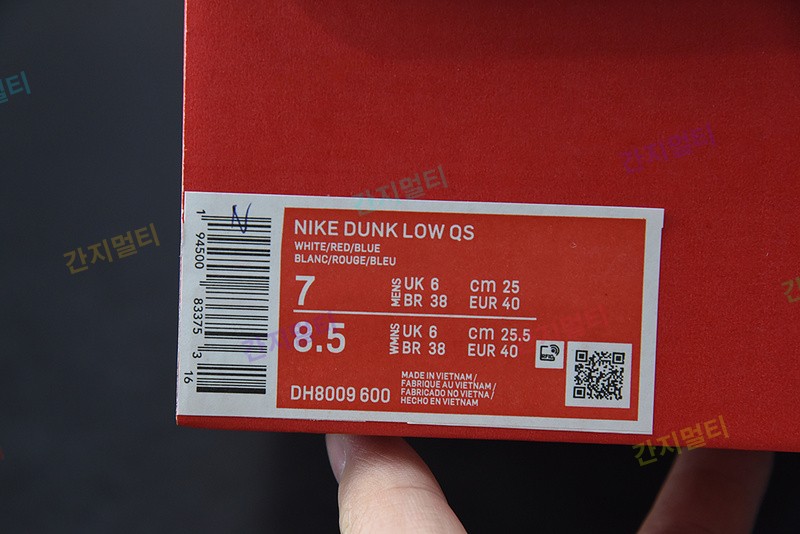 간지멀티
간지멀티
간지멀티
N
1 94500 83375 3
16
NIKE DUNK LOW QS
WHITE/RED/BLUE
BLANC/ROUGE/BLEU
7
MENS
UK 6
cm 25
BR 38
EUR 40
8.5
WMNS
UK 6
cm 25.5
BR 38
EUR 40
DH8009 600
MADE IN VIETNAM /
FABRIQUE AU VIETNAM /
FABRICADO NO VIETNA /
HECHO EN VIETNAM
간지멀티
간지멀티